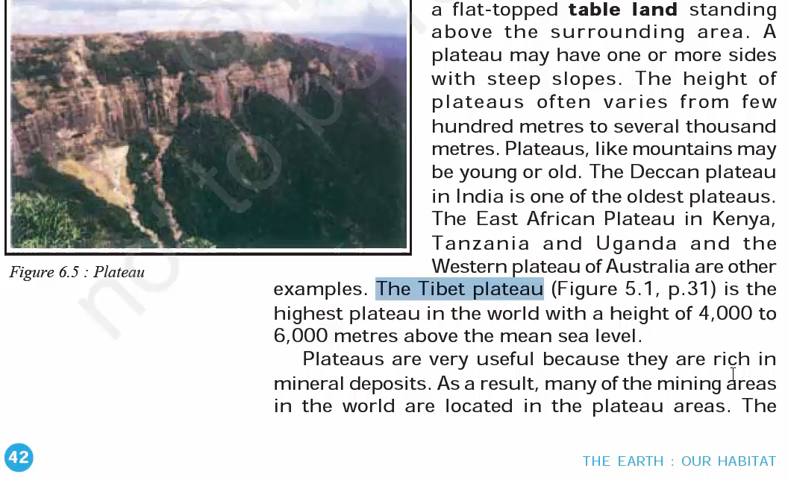 a flat-topped table land standing
above the surrounding area. A
plateau may have one or more sides
with steep slopes. The height of
plateaus often varies from few
hundred metres to several thousand
metres. Plateaus, like mountains may
be young or old. The Deccan plateau
in India is one of the oldest plateaus.
The East African Plateau in Kenya,
Tanzania and Uganda and the
Western plateau of Australia are other
Figure 6.5 : Plateau
examples. The Tibet plateau (Figure 5.1, p.31) is the
highest plateau in the world with a height of 4,000 to
6,000 metres above the mean sea level.
Plateaus are very useful because they are rich in
mineral deposits. As a result, many of the mining areas
in the world are located in the plateau areas. The
42
THE EARTH : OUR HABITAT
not to be